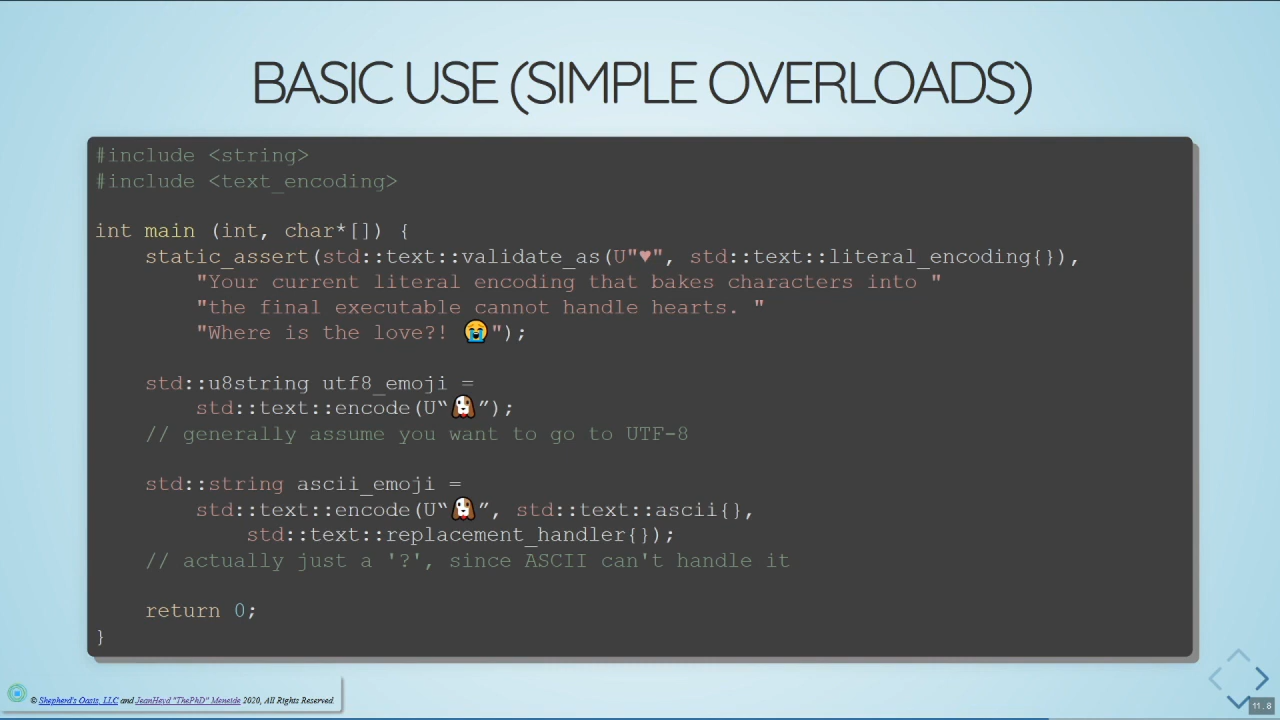 BASIC USE (SIMPLE OVERLOADS)
#include <string>
#include <text_encoding>
int main (int, char*[]) {
static_assert(std::text::validate_as(U"♥", std::text::literal_encoding{}),
"Your current literal encoding that bakes characters into "
"the final executable cannot handle hearts. "
"Where is the love?! 😭");
std::u8string utf8_emoji =
std::text::encode(U“🐶”);
// generally assume you want to go to UTF-8
std::string ascii_emoji =
std::text::encode(U“🐶”, std::text::ascii{},
std::text::replacement_handler{});
// actually just a '?', since ASCII can't handle it
return 0;
}
© Shepherd's Oasis, LLC and JeanHeyd "ThePhD" Meneide 2020, All Rights Reserved.
11.8